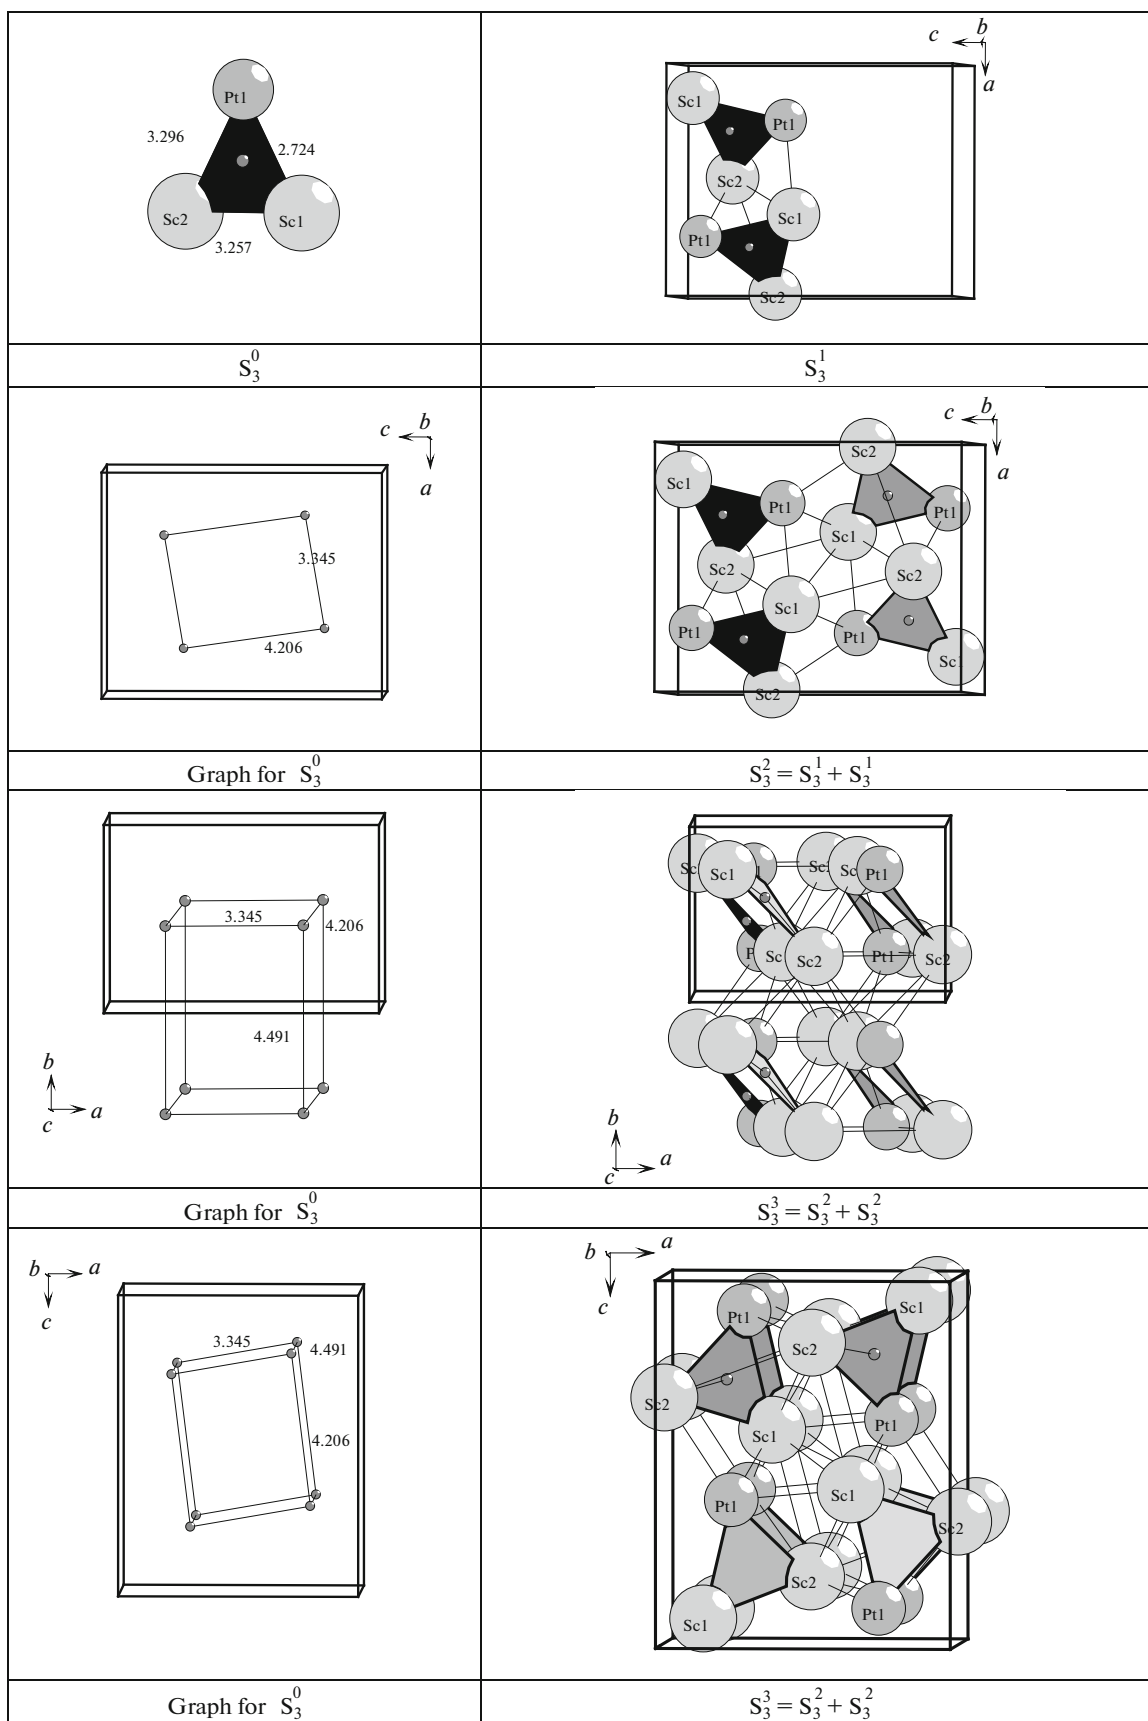 Pt1
3.296
2.724
Sc2
Sc1
3.257
S₃⁰
c b
a
Sc1
Pt1
Sc2
Sc1
Pt1
Sc2
S₃¹
c b
a
3.345
4.206
Graph for S₃⁰
c b
a
Sc2
Sc1
Pt1
Pt1
Sc1
Sc2
Sc2
Sc1
Pt1
Pt1
Sc1
Sc2
S₃² = S₃¹ + S₃¹
3.345
4.206
4.491
b
a
c
Graph for S₃⁰
Sc
Sc1
Sc
Pt1
Sc
Sc2
Pt1
Sc2
b
a
c
S₃³ = S₃² + S₃²
b a
c
3.345
4.491
4.206
Graph for S₃⁰
b a
c
Pt1
Sc1
Sc2
Sc2
Sc1
Pt1
Pt1
Sc1
Sc2
Sc2
Pt1
Sc1
S₃³ = S₃² + S₃²